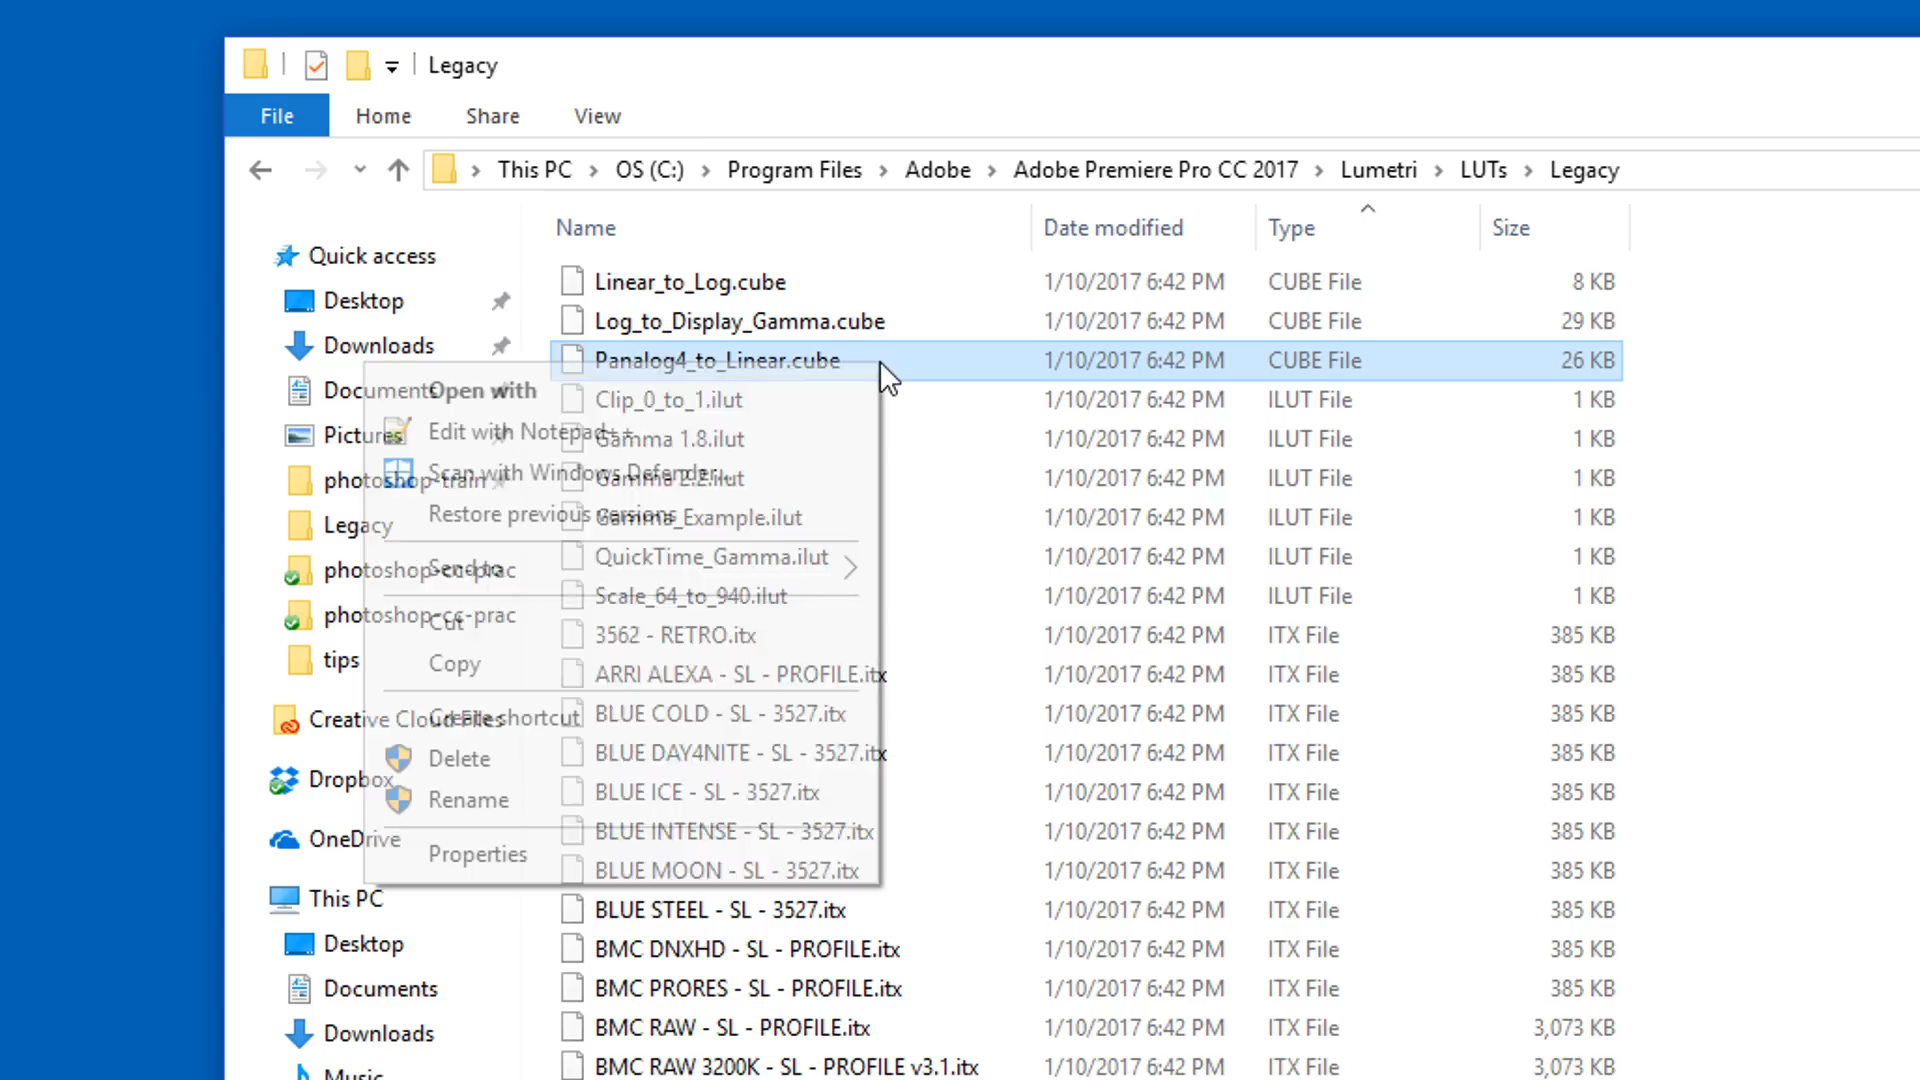 Legacy
File Home Share View
This PC > OS (C:) > Program Files > Adobe > Adobe Premiere Pro CC 2017 > Lumetri > LUTs > Legacy
Name Date modified Type Size
Quick access
Desktop
Downloads
Documents
Pictures
photoshop-train
Legacy
photoshop-cc-prac
photoshop-cc-prac
tips
Creative Cloud Files
Dropbox
OneDrive
This PC
Desktop
Documents
Downloads
Music
Linear_to_Log.cube 1/10/2017 6:42 PM CUBE File 8 KB
Log_to_Display_Gamma.cube 1/10/2017 6:42 PM CUBE File 29 KB
Panalog4_to_Linear.cube 1/10/2017 6:42 PM CUBE File 26 KB
Clip_0_to_1.ilut 1/10/2017 6:42 PM ILUT File 1 KB
Gamma 1.8.ilut 1/10/2017 6:42 PM ILUT File 1 KB
Gamma 2.2.ilut 1/10/2017 6:42 PM ILUT File 1 KB
Gamma_Example.ilut 1/10/2017 6:42 PM ILUT File 1 KB
QuickTime_Gamma.ilut 1/10/2017 6:42 PM ILUT File 1 KB
Scale_64_to_940.ilut 1/10/2017 6:42 PM ILUT File 1 KB
3562 - RETRO.itx 1/10/2017 6:42 PM ITX File 385 KB
ARRI ALEXA - SL - PROFILE.itx 1/10/2017 6:42 PM ITX File 385 KB
BLUE COLD - SL - 3527.itx 1/10/2017 6:42 PM ITX File 385 KB
BLUE DAY4NITE - SL - 3527.itx 1/10/2017 6:42 PM ITX File 385 KB
BLUE ICE - SL - 3527.itx 1/10/2017 6:42 PM ITX File 385 KB
BLUE INTENSE - SL - 3527.itx 1/10/2017 6:42 PM ITX File 385 KB
BLUE MOON - SL - 3527.itx 1/10/2017 6:42 PM ITX File 385 KB
BLUE STEEL - SL - 3527.itx 1/10/2017 6:42 PM ITX File 385 KB
BMC DNXHD - SL - PROFILE.itx 1/10/2017 6:42 PM ITX File 385 KB
BMC PRORES - SL - PROFILE.itx 1/10/2017 6:42 PM ITX File 385 KB
BMC RAW - SL - PROFILE.itx 1/10/2017 6:42 PM ITX File 3,073 KB
BMC RAW 3200K - SL - PROFILE v3.1.itx 1/10/2017 6:42 PM ITX File 3,073 KB
Open with
Edit with Notepad++
Scan with Windows Defender...
Restore previous versions
Send to
Cut
Copy
Create shortcut
Delete
Rename
Properties